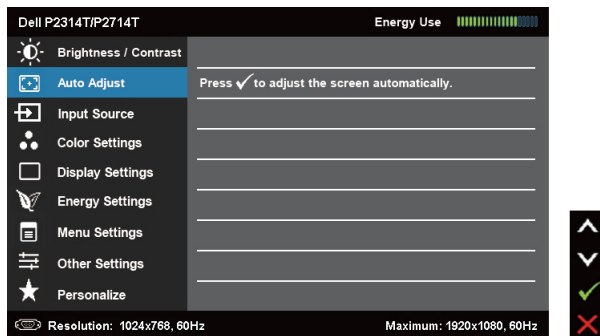 Dell P2314T/P2714T Energy Use
Brightness / Contrast
Auto Adjust Press ✓ to adjust the screen automatically.
Input Source
Color Settings
Display Settings
Energy Settings
Menu Settings
Other Settings
Personalize
Resolution: 1024x768, 60Hz Maximum: 1920x1080, 60Hz